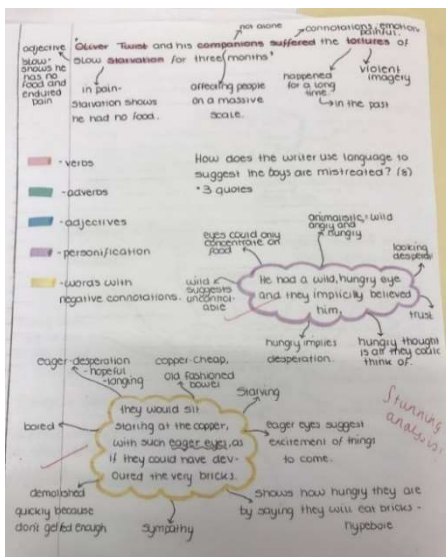 not alone
connotations, emotion
painful.
'Oliver Twist and his companions suffered the tortures of
slow starvation for three months'
adjective
slow-
shows he
has no
food and
endured
pain
in pain-
starvation shows
he had no food.
affecting people
on a massive
scale.
happened
for a long
time.
in the past
violent
imagery
- verbs
- adverbs
- adjectives
- personification
- words with
negative connotations.
How does the writer use language to
suggest the boys are mistreated? (8)
• 3 quotes
eyes could only
concentrate on
food
animalistic, wild
angry and
hungry
looking
desperate
wild
suggests
uncontrol-
able
He had a wild, hungry eye
and they implicitly believed
him.
trust
hungry implies
desperation.
hungry thought
is all they could
think of.
eager-desperation
- hopeful
- longing
copper-cheap,
old fashioned
bowl
starving
bored
they would sit
staring at the copper,
with such eager eyes, as
if they could have dev-
oured the very bricks.
eager eyes suggest
excitement of things
to come.
Stunning
analysis!
demolished
quickly because
don't get fed enough
sympathy
shows how hungry they are
by saying they will eat bricks -
hypebole